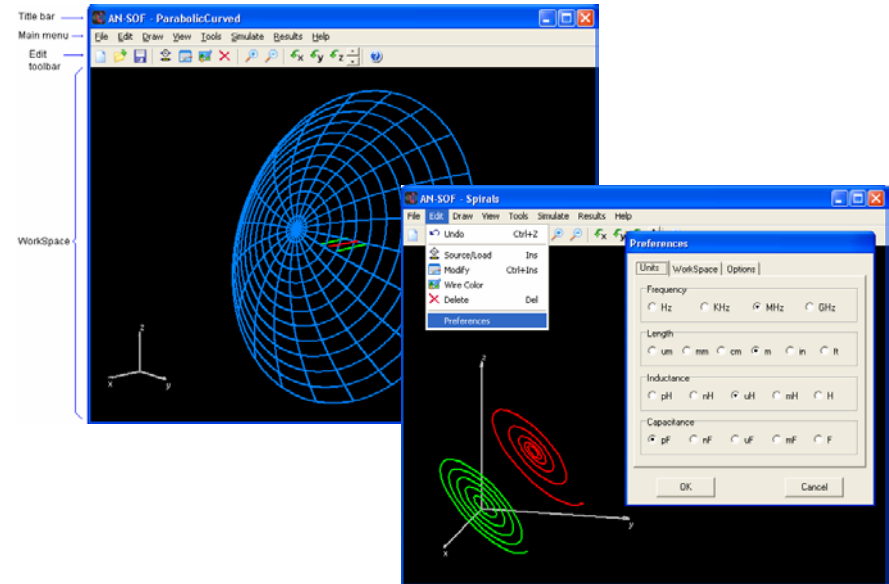 Title bar
AN-SOF - ParabolicCurved
Main menu
File Edit Draw View Tools Simulate Results Help
Edit
toolbar
x y z
WorkSpace
z
x
y
AN-SOF - Spirals
File Edit Draw View Tools Simulate Results Help
x y
Undo Ctrl+Z
Source/Load Ins
Modify Ctrl+Ins
Wire Color
Delete Del
Preferences
z
x
y
Preferences
Units WorkSpace Options
Frequency
Hz KHz MHz GHz
Length
um mm cm m in ft
Inductance
pH nH uH mH H
Capacitance
pF nF uF mF F
OK Cancel